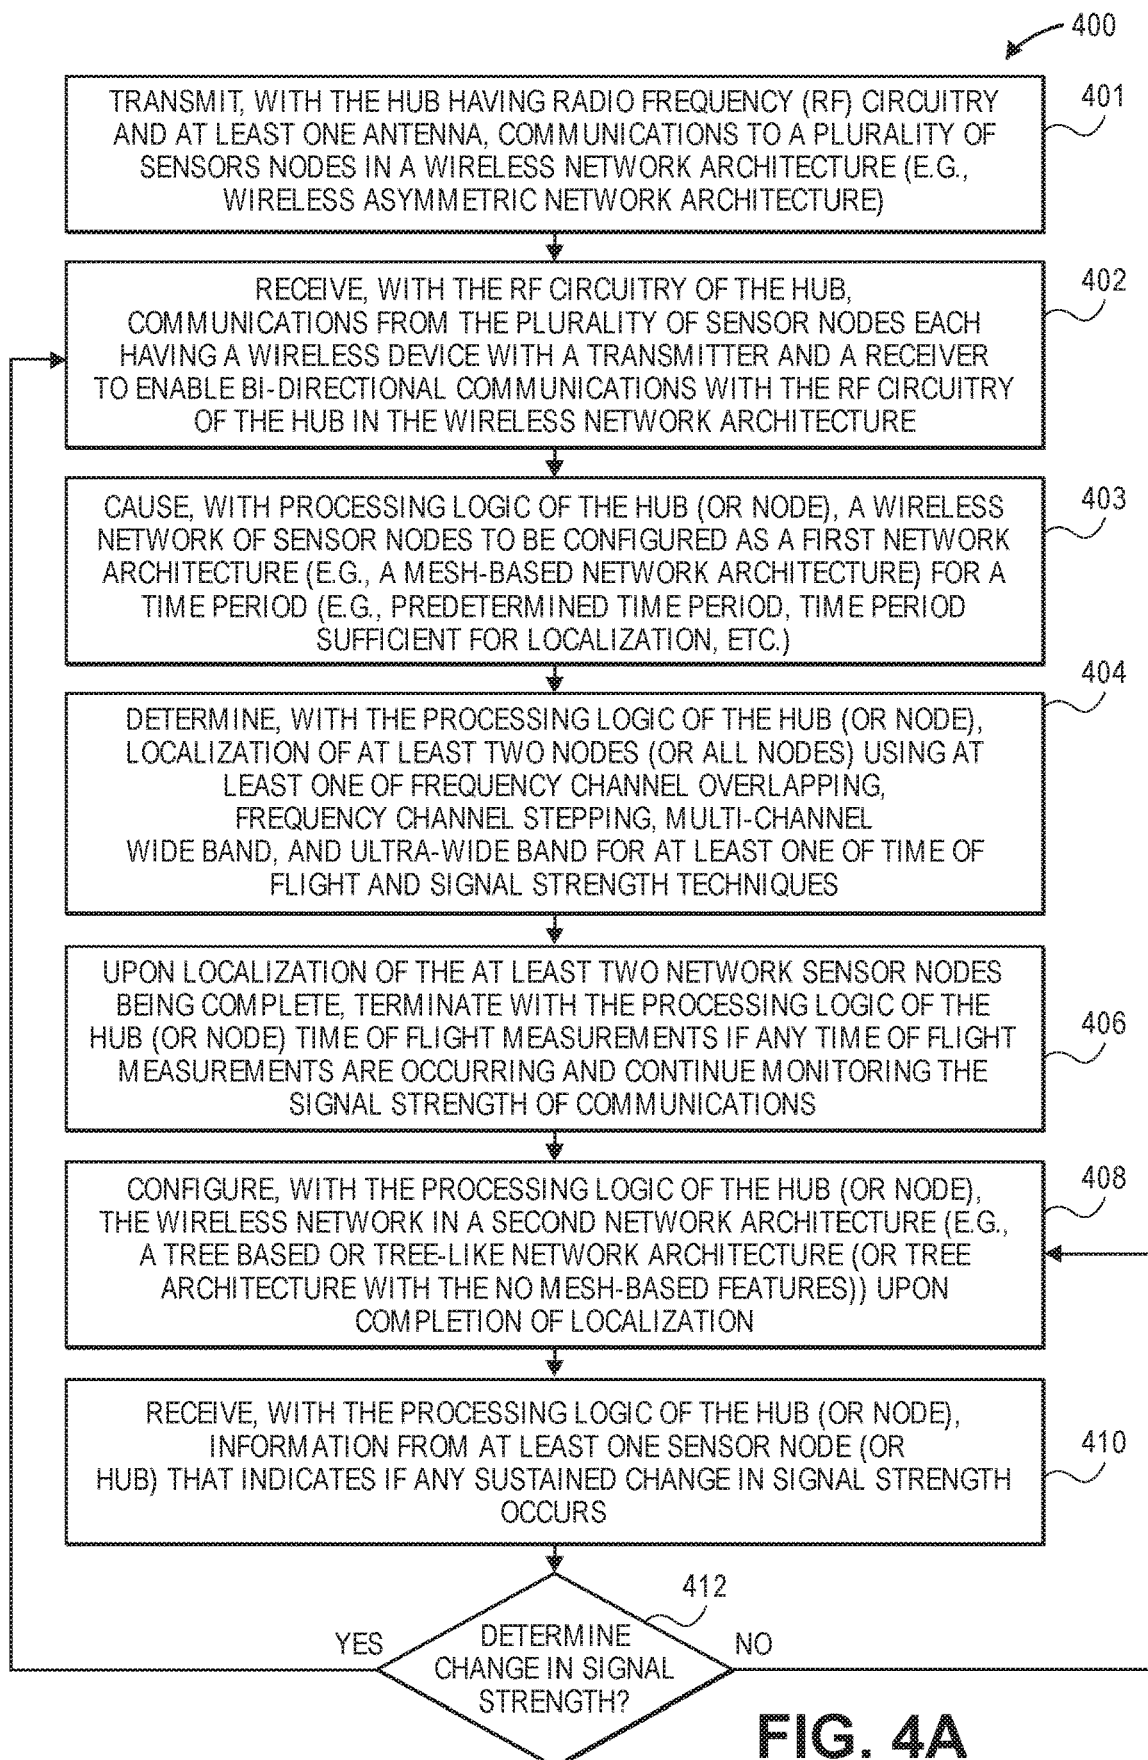 400
TRANSMIT, WITH THE HUB HAVING RADIO FREQUENCY (RF) CIRCUITRY
AND AT LEAST ONE ANTENNA, COMMUNICATIONS TO A PLURALITY OF
SENSORS NODES IN A WIRELESS NETWORK ARCHITECTURE (E.G.,
WIRELESS ASYMMETRIC NETWORK ARCHITECTURE)
401
RECEIVE, WITH THE RF CIRCUITRY OF THE HUB,
COMMUNICATIONS FROM THE PLURALITY OF SENSOR NODES EACH
HAVING A WIRELESS DEVICE WITH A TRANSMITTER AND A RECEIVER
TO ENABLE BI-DIRECTIONAL COMMUNICATIONS WITH THE RF CIRCUITRY
OF THE HUB IN THE WIRELESS NETWORK ARCHITECTURE
402
CAUSE, WITH PROCESSING LOGIC OF THE HUB (OR NODE), A WIRELESS
NETWORK OF SENSOR NODES TO BE CONFIGURED AS A FIRST NETWORK
ARCHITECTURE (E.G., A MESH-BASED NETWORK ARCHITECTURE) FOR A
TIME PERIOD (E.G., PREDETERMINED TIME PERIOD, TIME PERIOD
SUFFICIENT FOR LOCALIZATION, ETC.)
403
DETERMINE, WITH THE PROCESSING LOGIC OF THE HUB (OR NODE),
LOCALIZATION OF AT LEAST TWO NODES (OR ALL NODES) USING AT
LEAST ONE OF FREQUENCY CHANNEL OVERLAPPING,
FREQUENCY CHANNEL STEPPING, MULTI-CHANNEL
WIDE BAND, AND ULTRA-WIDE BAND FOR AT LEAST ONE OF TIME OF
FLIGHT AND SIGNAL STRENGTH TECHNIQUES
404
UPON LOCALIZATION OF THE AT LEAST TWO NETWORK SENSOR NODES
BEING COMPLETE, TERMINATE WITH THE PROCESSING LOGIC OF THE
HUB (OR NODE) TIME OF FLIGHT MEASUREMENTS IF ANY TIME OF FLIGHT
MEASUREMENTS ARE OCCURRING AND CONTINUE MONITORING THE
SIGNAL STRENGTH OF COMMUNICATIONS
406
CONFIGURE, WITH THE PROCESSING LOGIC OF THE HUB (OR NODE),
THE WIRELESS NETWORK IN A SECOND NETWORK ARCHITECTURE (E.G.,
A TREE BASED OR TREE-LIKE NETWORK ARCHITECTURE (OR TREE
ARCHITECTURE WITH THE NO MESH-BASED FEATURES)) UPON
COMPLETION OF LOCALIZATION
408
RECEIVE, WITH THE PROCESSING LOGIC OF THE HUB (OR NODE),
INFORMATION FROM AT LEAST ONE SENSOR NODE (OR
HUB) THAT INDICATES IF ANY SUSTAINED CHANGE IN SIGNAL STRENGTH
OCCURS
410
412
YES
DETERMINE
CHANGE IN SIGNAL
STRENGTH?
NO
FIG. 4A